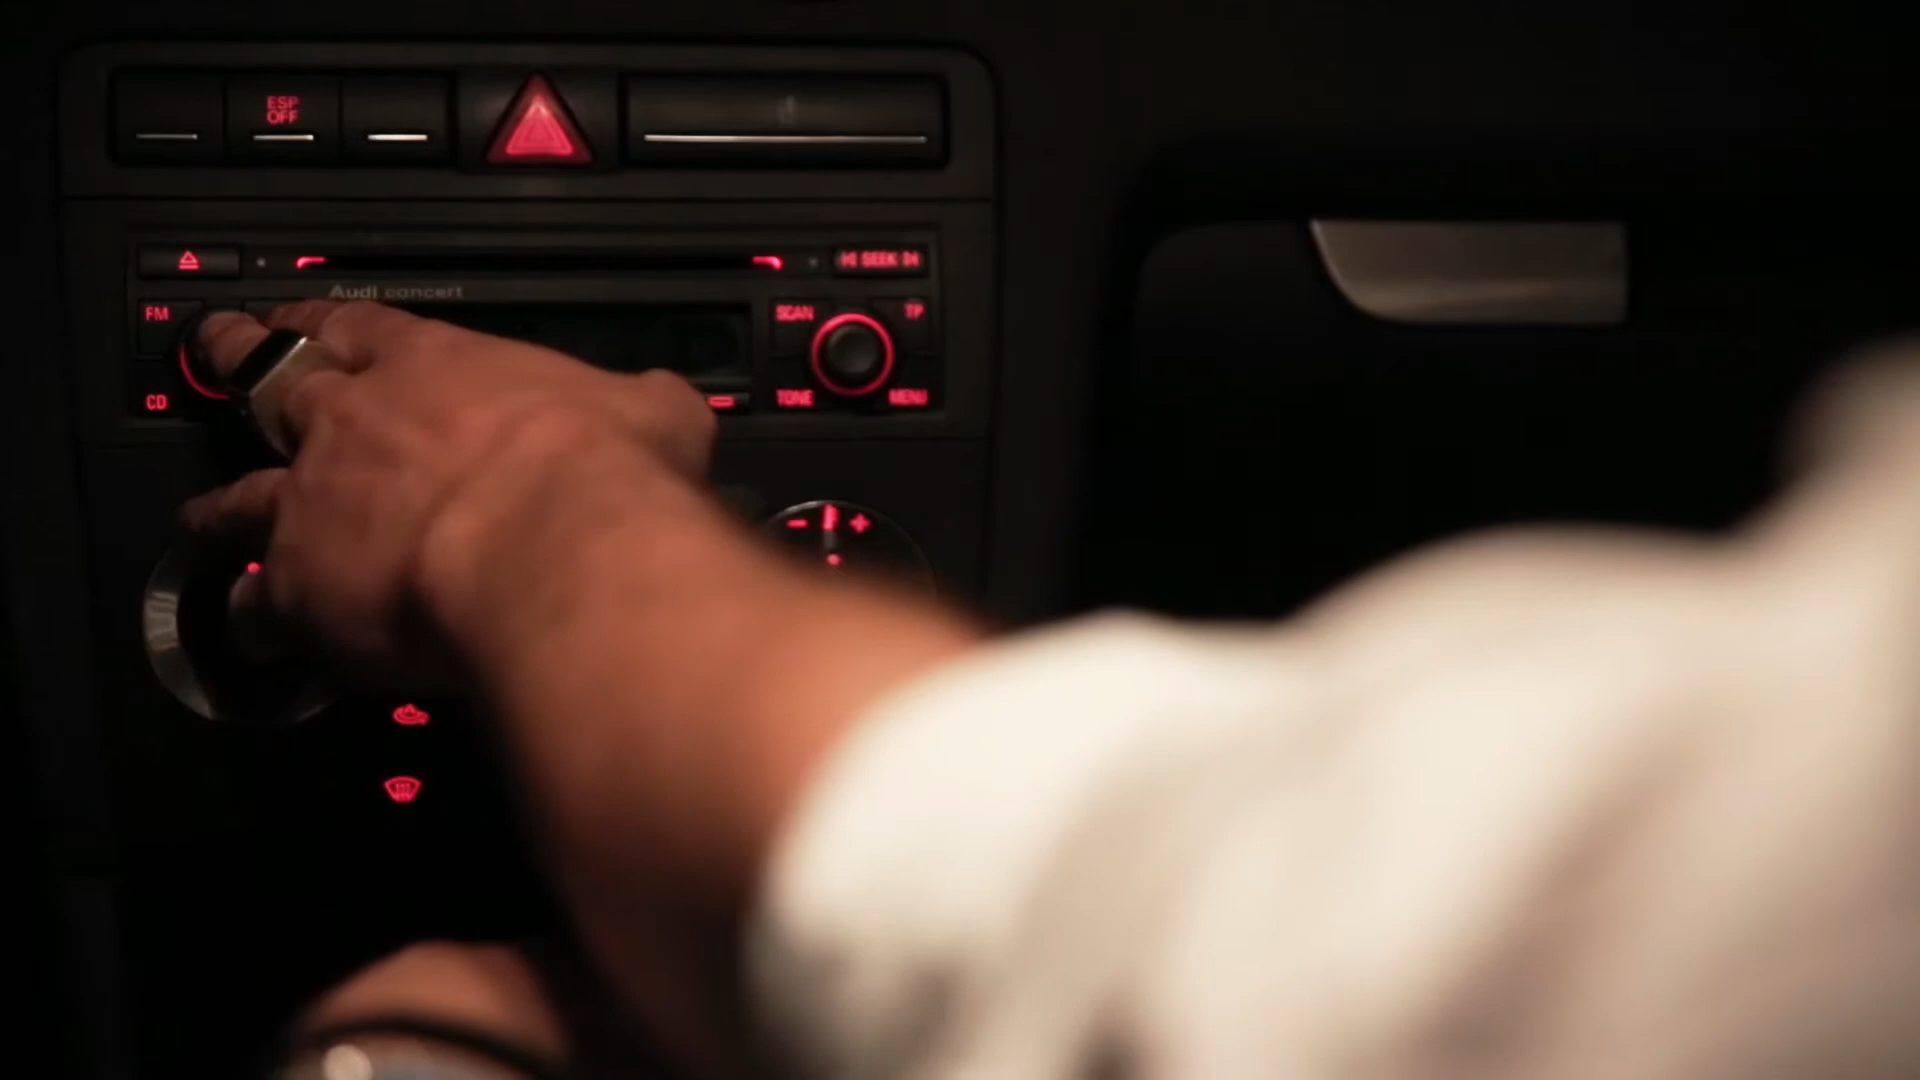 ESP
OFF
SEEK
Audi concert
FM
SCAN
TP
CD
TONE
MENU
- +